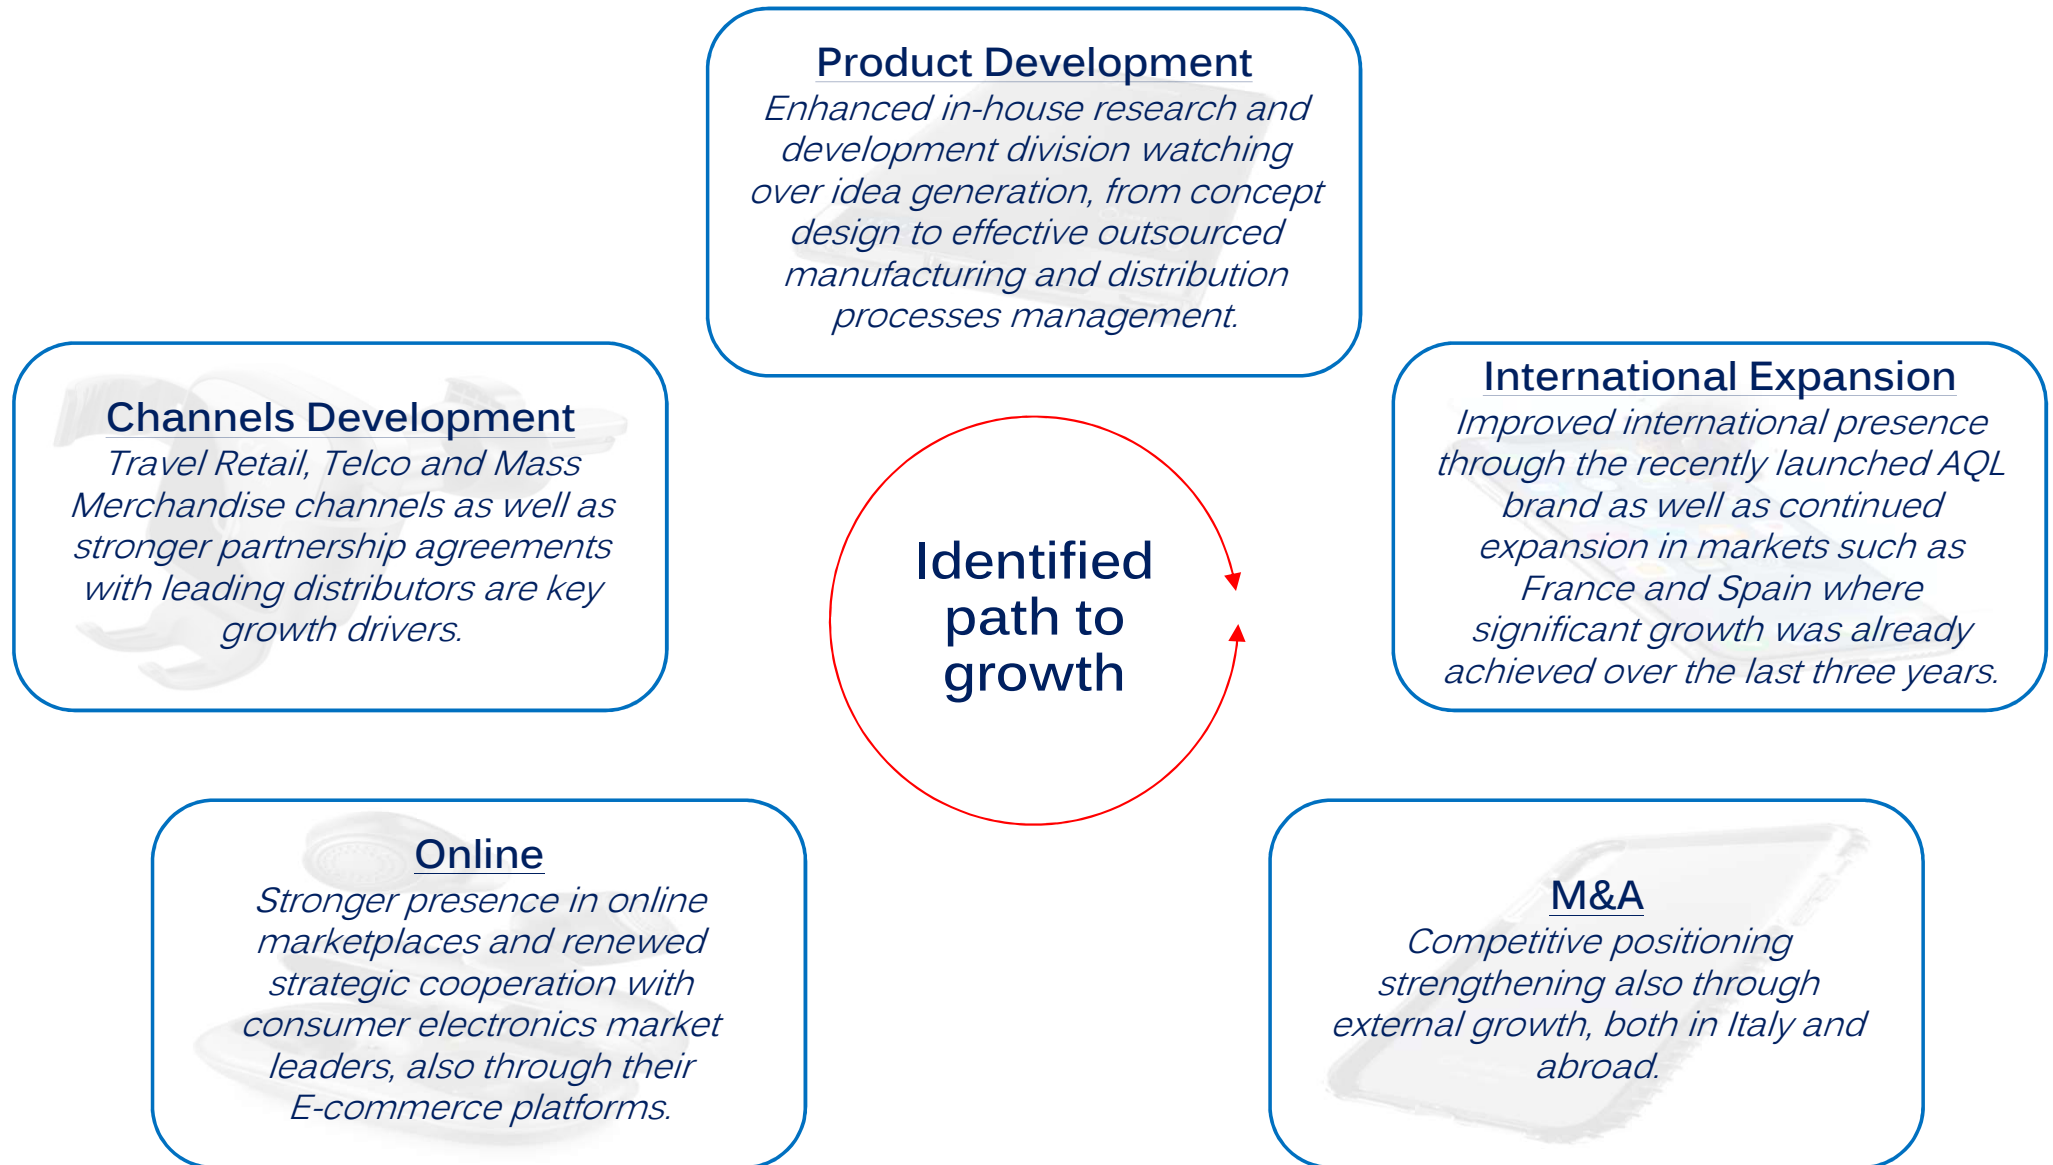 Product Development
Enhanced in-house research and
development division watching
over idea generation, from concept
design to effective outsourced
manufacturing and distribution
processes management.
Channels Development
Travel Retail, Telco and Mass
Merchandise channels as well as
stronger partnership agreements
with leading distributors are key
growth drivers.
Identified
path to
growth
International Expansion
Improved international presence
through the recently launched AQL
brand as well as continued
expansion in markets such as
France and Spain where
significant growth was already
achieved over the last three years.
Online
Stronger presence in online
marketplaces and renewed
strategic cooperation with
consumer electronics market
leaders, also through their
E-commerce platforms.
M&A
Competitive positioning
strengthening also through
external growth, both in Italy and
abroad.